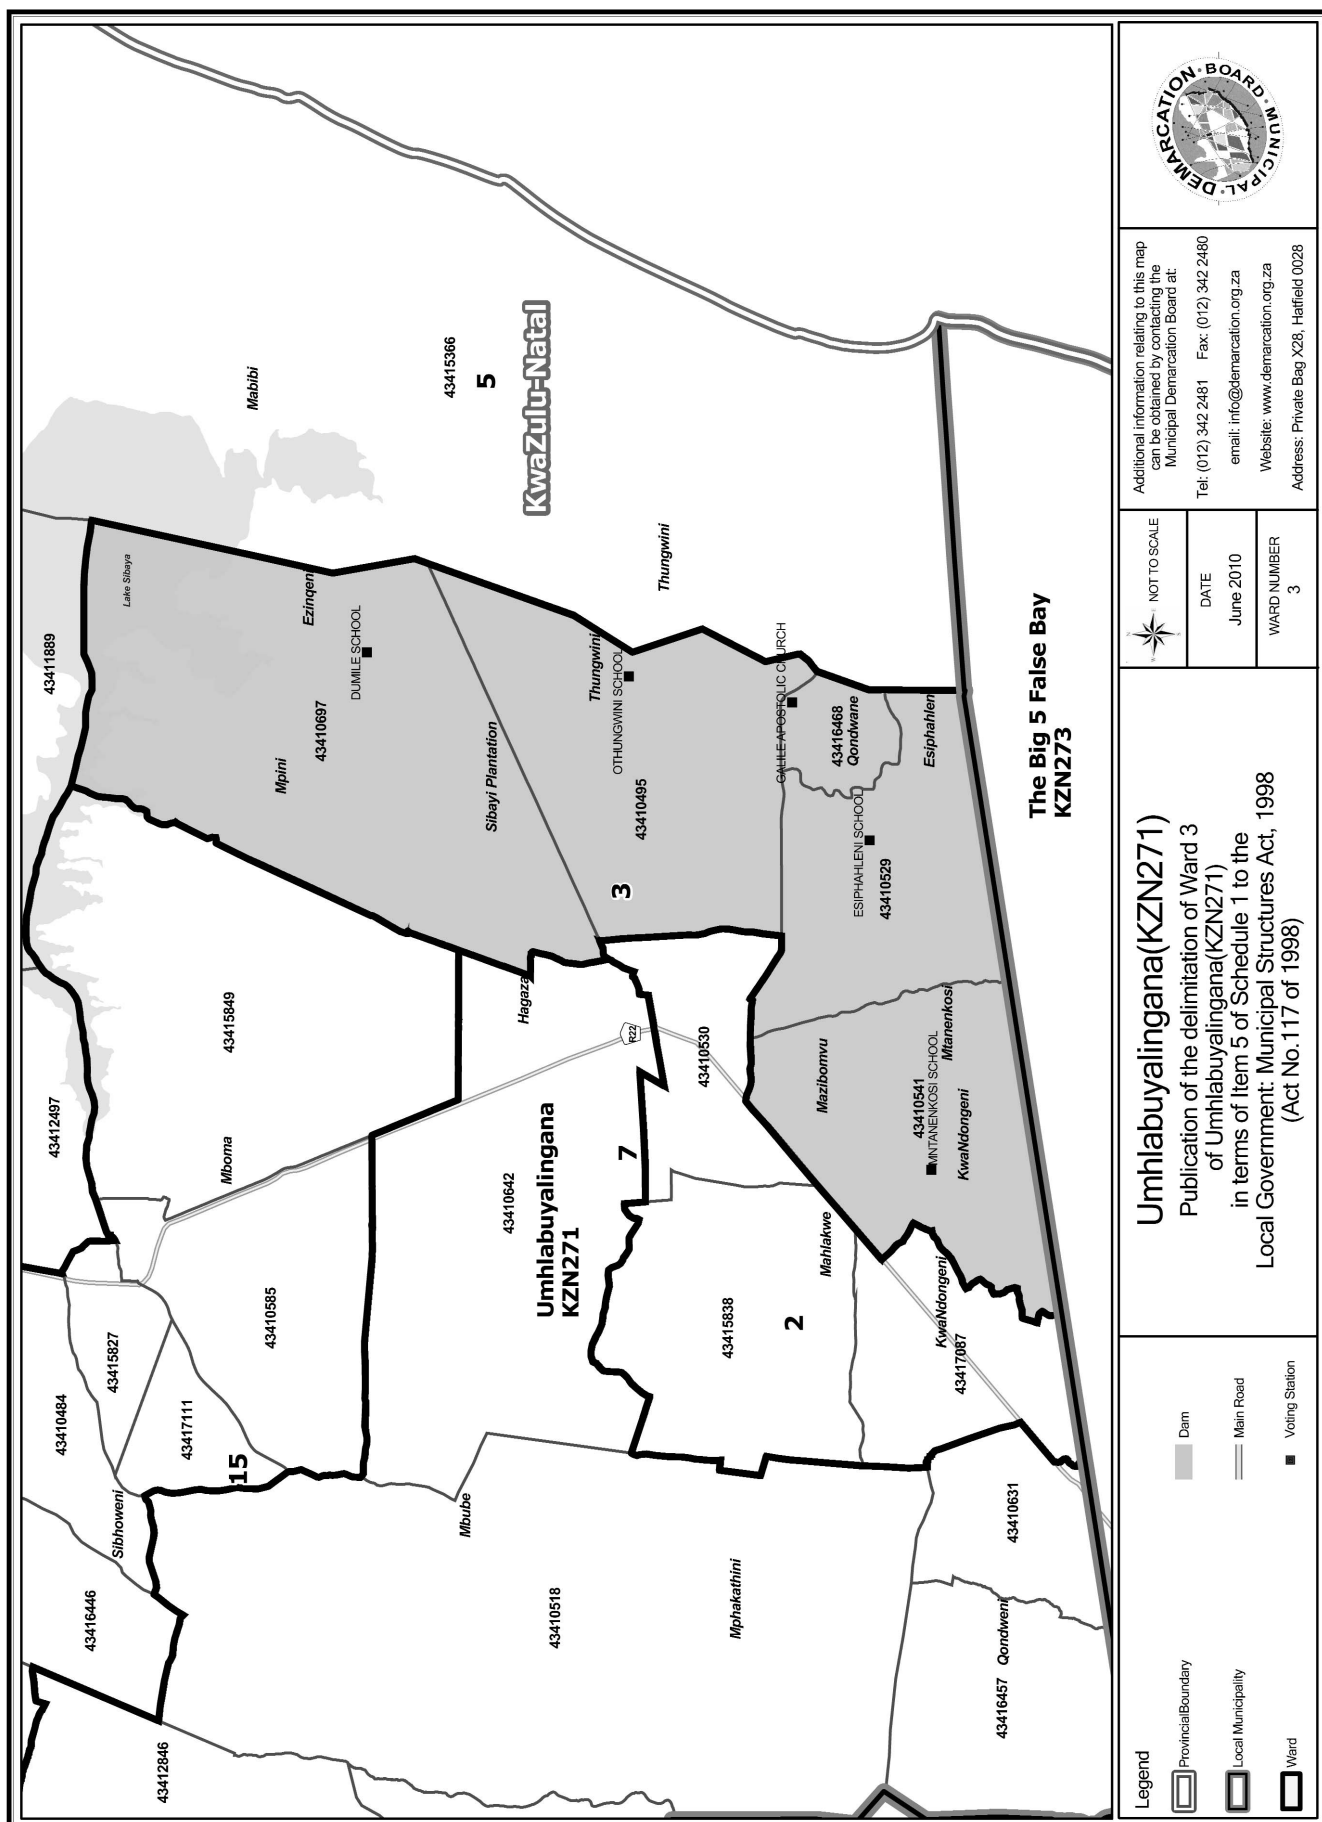 43412846
43416446
43410484
43412497
43411889
Sibhoweni
43415827
43417111
15
43410585
Mboma
43415849
Lake Sibaya
Mabibi
Ezinqeni
DUMILE SCHOOL
43410697
Mpini
43415366
5
KwaZulu-Natal
Mbube
43410518
43410642
Hagaza
Sibayi Plantation
Umhlabuyalingana
KZN271
7
R22
3
Thungwini
OTHUNGWINI SCHOOL
43410495
Thungwini
43410530
Mphakathini
43415838
2
Mahlakwe
Mazibomvu
GALILE APOSTOLIC CHURCH
43416468
Qondwane
ESIPHAHLENI SCHOOL
43410529
Esiphahlen
43410541
MNTANENKOSI SCHOOL
Mtanenkosi
KwaNdongeni
KwaNdongeni
43417087
43410631
43416457
Qondweni
The Big 5 False Bay
KZN273
Legend
ProvincialBoundary
Local Municipality
Ward
Dam
Main Road
Voting Station
Umhlabuyalingana(KZN271)
Publication of the delimitation of Ward 3
of Umhlabuyalingana(KZN271)
in terms of Item 5 of Schedule 1 to the
Local Government: Municipal Structures Act, 1998
(Act No.117 of 1998)
NOT TO SCALE
DATE
June 2010
WARD NUMBER
3
Additional information relating to this map
can be obtained by contacting the
Municipal Demarcation Board at:
Tel: (012) 342 2481 Fax: (012) 342 2480
email: info@demarcation.org.za
Website: www.demarcation.org.za
Address: Private Bag X28, Hatfield 0028
MUNICIPAL · DEMARCATION · BOARD ·